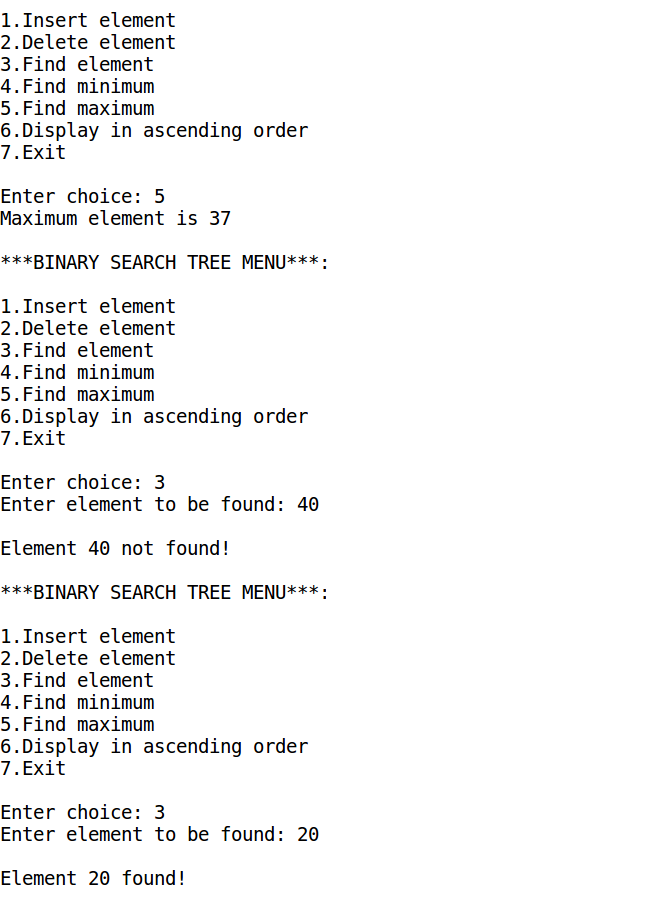 1.Insert element
2.Delete element
3.Find element
4.Find minimum
5.Find maximum
6.Display in ascending order
7.Exit
Enter choice: 5
Maximum element is 37
***BINARY SEARCH TREE MENU***:
1.Insert element
2.Delete element
3.Find element
4.Find minimum
5.Find maximum
6.Display in ascending order
7.Exit
Enter choice: 3
Enter element to be found: 40
Element 40 not found!
***BINARY SEARCH TREE MENU***:
1.Insert element
2.Delete element
3.Find element
4.Find minimum
5.Find maximum
6.Display in ascending order
7.Exit
Enter choice: 3
Enter element to be found: 20
Element 20 found!